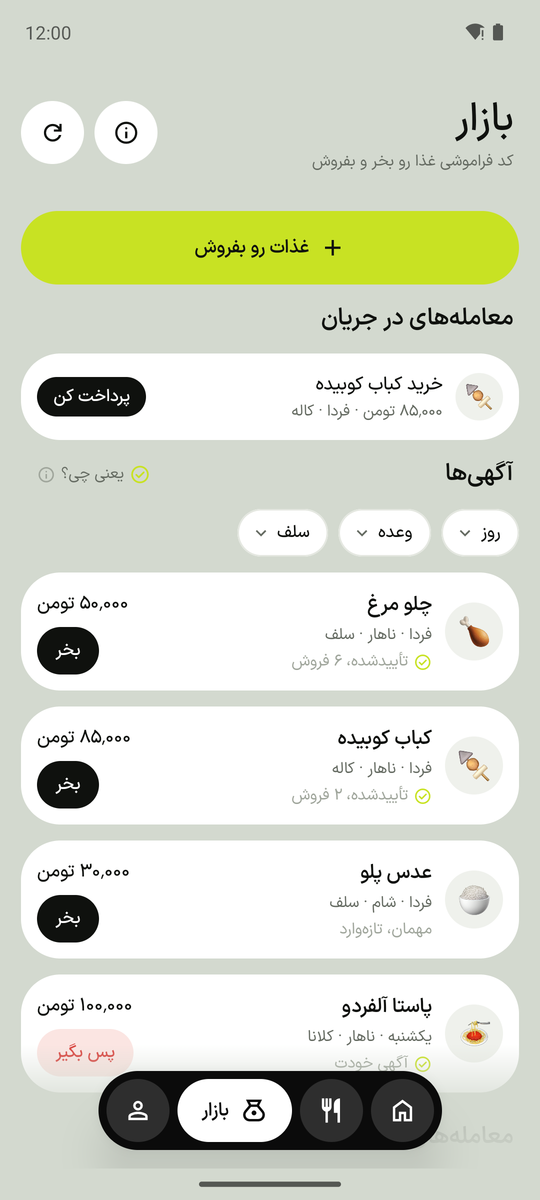 12:00
بازار
کد فراموشی غذا رو بخر و بفروش
غذات رو بفروش
معامله‌های در جریان
خرید کباب کوبیده
۸۵٬۰۰۰ تومن · فردا · کاله
پرداخت کن
آگهی‌ها
یعنی چی؟
روز
وعده
سلف
چلو مرغ
۵۰٬۰۰۰ تومن
فردا · ناهار · سلف
تأییدشده، ۶ فروش
بخر
کباب کوبیده
۸۵٬۰۰۰ تومن
فردا · ناهار · کاله
تأییدشده، ۲ فروش
بخر
عدس پلو
۳۰٬۰۰۰ تومن
فردا · شام · سلف
مهمان، تازه‌وارد
بخر
پاستا آلفردو
۱۰۰٬۰۰۰ تومن
یکشنبه · ناهار · کلانا
آگهی خودت
پس بگیر
بازار